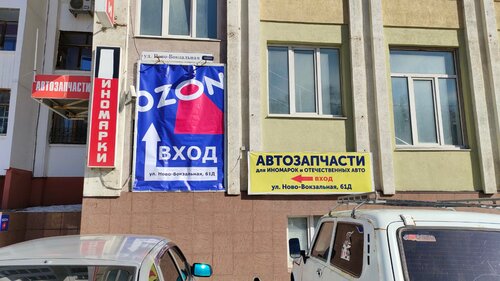 ул. Ново-Вокзальная
АВТОЗАПЧАСТИ
ИНОМАРКИ
OZON
ВХОД
ул. Ново-Вокзальная, 61Д
АВТОЗАПЧАСТИ
для ИНОМАРОК и ОТЕЧЕСТВЕННЫХ АВТО
ВХОД
ул. Ново-Вокзальная, 61Д